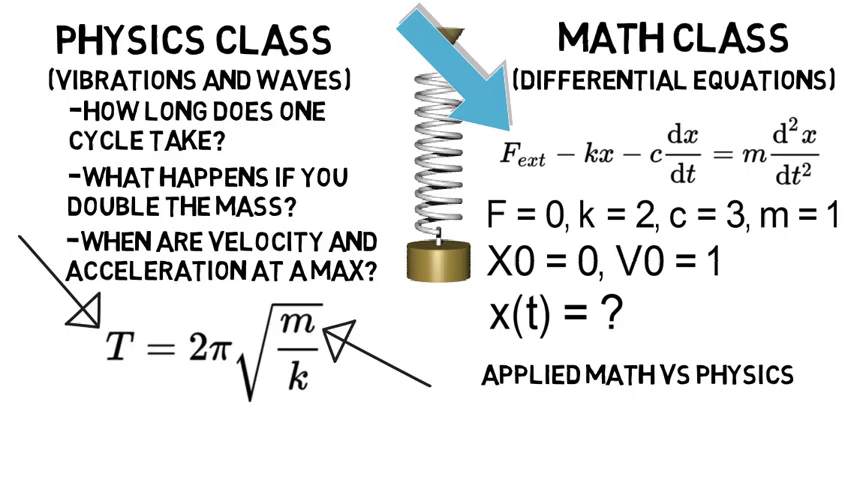 PHYSICS CLASS
(VIBRATIONS AND WAVES)
-HOW LONG DOES ONE
CYCLE TAKE?
-WHAT HAPPENS IF YOU
DOUBLE THE MASS?
-WHEN ARE VELOCITY AND
ACCELERATION AT A MAX?
T = 2π√(m/k)
MATH CLASS
(DIFFERENTIAL EQUATIONS)
F_ext − kx − c dx/dt = m d²x/dt²
F = 0, k = 2, c = 3, m = 1
X0 = 0, V0 = 1
x(t) = ?
APPLIED MATH VS PHYSICS